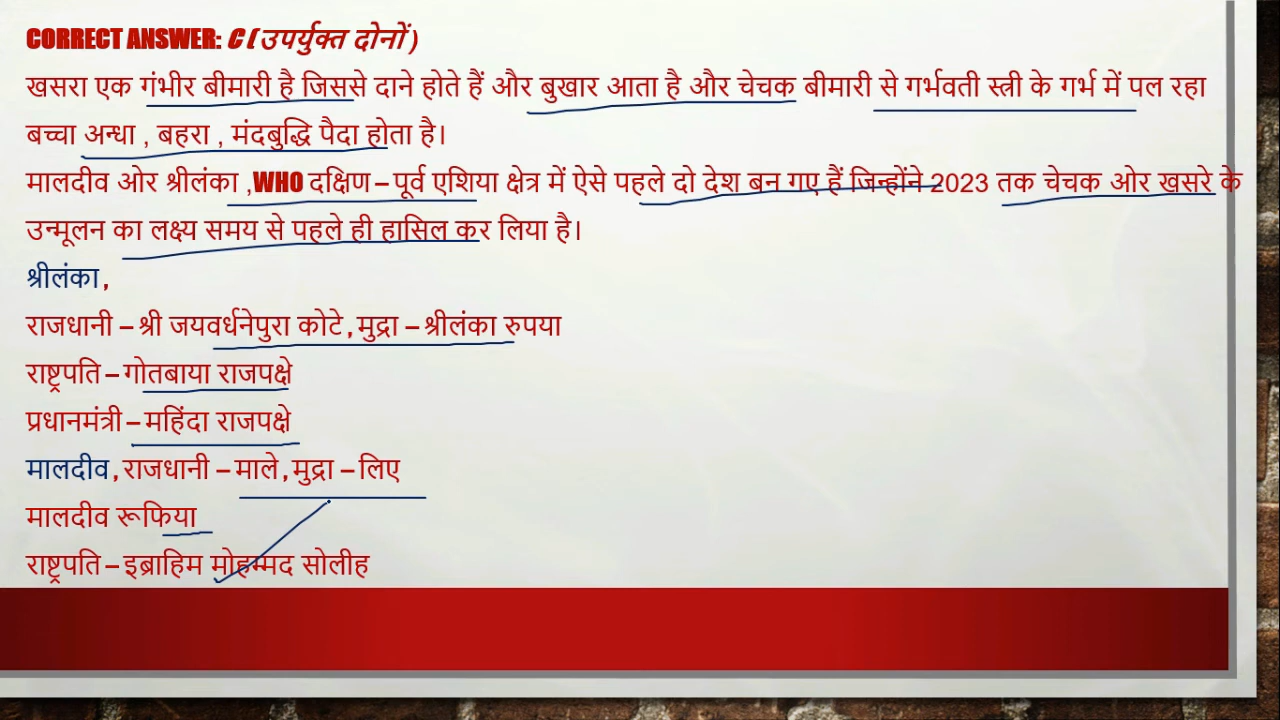 CORRECT ANSWER: C ( उपर्युक्त दोनों )
खसरा एक गंभीर बीमारी है जिससे दाने होते हैं और बुखार आता है और चेचक बीमारी से गर्भवती स्त्री के गर्भ में पल रहा
बच्चा अन्धा , बहरा , मंदबुद्धि पैदा होता है।
मालदीव ओर श्रीलंका ,WHO दक्षिण – पूर्व एशिया क्षेत्र में ऐसे पहले दो देश बन गए हैं जिन्होंने 2023 तक चेचक ओर खसरे के
उन्मूलन का लक्ष्य समय से पहले ही हासिल कर लिया है।
श्रीलंका ,
राजधानी – श्री जयवर्धनेपुरा कोटे , मुद्रा – श्रीलंका रुपया
राष्ट्रपति – गोतबाया राजपक्षे
प्रधानमंत्री – महिंदा राजपक्षे
मालदीव , राजधानी – माले , मुद्रा – लिए
मालदीव रूफिया
राष्ट्रपति – इब्राहिम मोहम्मद सोलीह